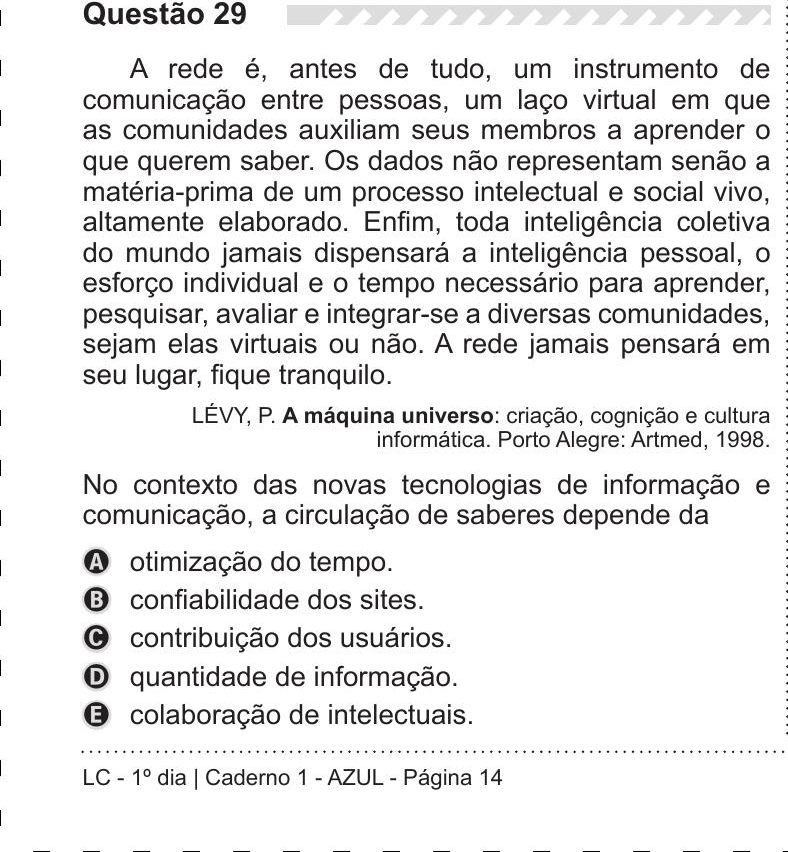 Questão 29
A rede é, antes de tudo, um instrumento de
comunicação entre pessoas, um laço virtual em que
as comunidades auxiliam seus membros a aprender o
que querem saber. Os dados não representam senão a
matéria-prima de um processo intelectual e social vivo,
altamente elaborado. Enfim, toda inteligência coletiva
do mundo jamais dispensará a inteligência pessoal, o
esforço individual e o tempo necessário para aprender,
pesquisar, avaliar e integrar-se a diversas comunidades,
sejam elas virtuais ou não. A rede jamais pensará em
seu lugar, fique tranquilo.
LÉVY, P. A máquina universo: criação, cognição e cultura
informática. Porto Alegre: Artmed, 1998.
No contexto das novas tecnologias de informação e
comunicação, a circulação de saberes depende da
A otimização do tempo.
B confiabilidade dos sites.
C contribuição dos usuários.
D quantidade de informação.
E colaboração de intelectuais.
LC - 1º dia | Caderno 1 - AZUL - Página 14